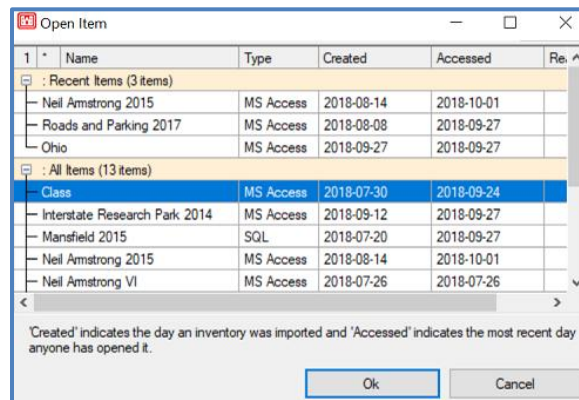 Open Item
1 * Name Type Created Accessed Re
: Recent Items (3 items)
Neil Armstrong 2015 MS Access 2018-08-14 2018-10-01
Roads and Parking 2017 MS Access 2018-08-08 2018-09-27
Ohio MS Access 2018-09-27 2018-09-27
: All Items (13 items)
Class MS Access 2018-07-30 2018-09-24
Interstate Research Park 2014 MS Access 2018-09-12 2018-09-27
Mansfield 2015 SQL 2018-07-20 2018-09-27
Neil Armstrong 2015 MS Access 2018-08-14 2018-10-01
Neil Armstrong VI MS Access 2018-07-26 2018-07-26
'Created' indicates the day an inventory was imported and 'Accessed' indicates the most recent day
anyone has opened it.
Ok Cancel